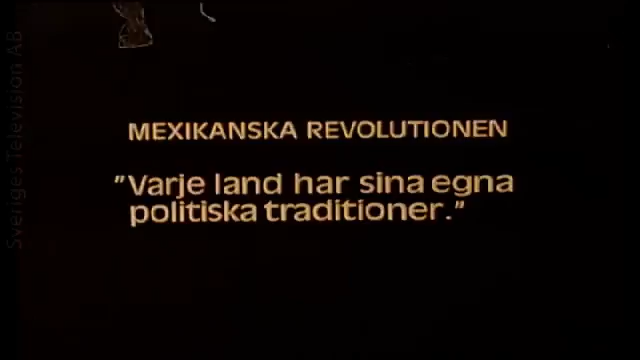 MEXIKANSKA REVOLUTIONEN
"Varje land har sina egna
politiska traditioner."
Sveriges Television AB